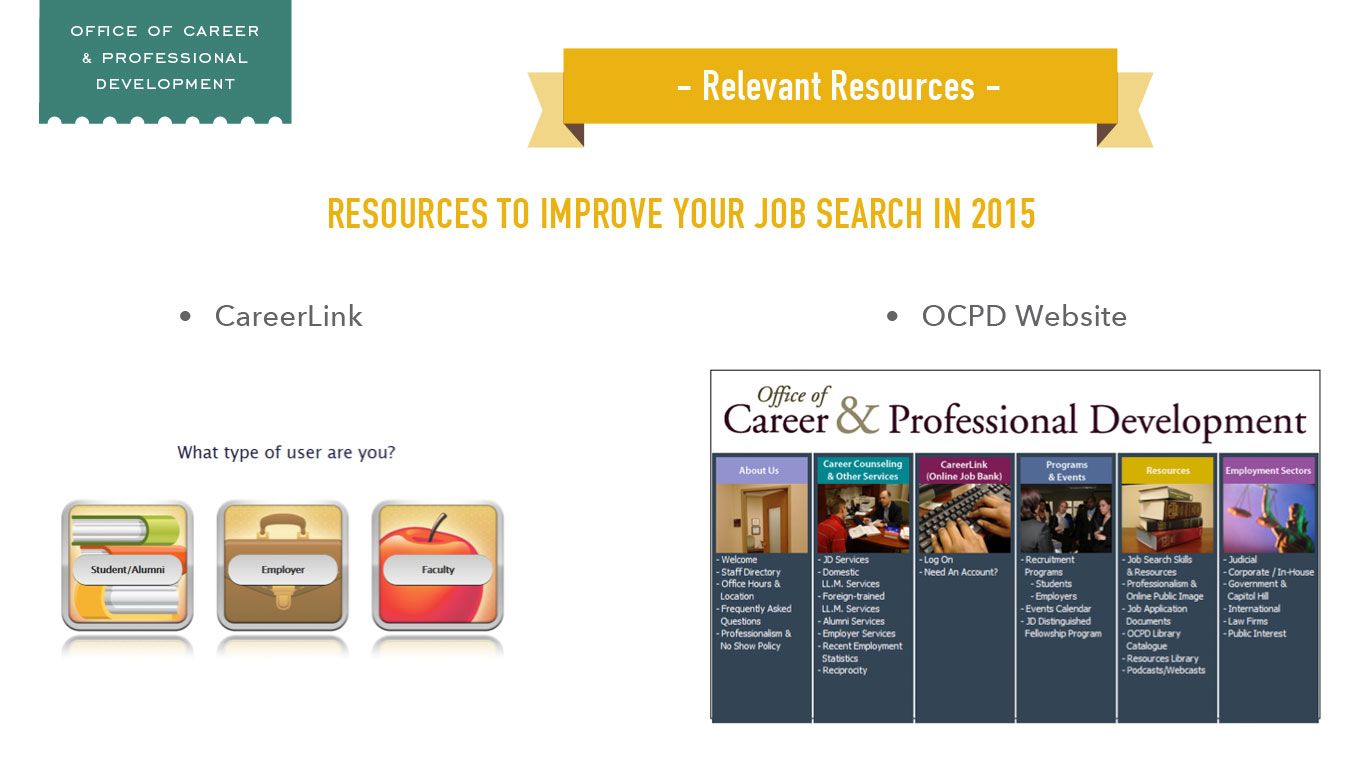 OFFICE OF CAREER
& PROFESSIONAL
DEVELOPMENT
- Relevant Resources -
RESOURCES TO IMPROVE YOUR JOB SEARCH IN 2015
• CareerLink
What type of user are you?
Student/Alumni
Employer
Faculty
• OCPD Website
Office of
Career & Professional Development
About Us
- Welcome
- Staff Directory
- Office Hours &
Location
- Frequently Asked
Questions
- Professionalism &
No Show Policy
Career Counseling
& Other Services
- JD Services
- Domestic
LL.M. Services
- Foreign-trained
LL.M. Services
- Alumni Services
- Employer Services
- Recent Employment
Statistics
- Reciprocity
CareerLink
(Online Job Bank)
- Log On
- Need An Account?
Programs
& Events
- Recruitment
Programs
- Students
- Employers
- Events Calendar
- JD Distinguished
Fellowship Program
Resources
- Job Search Skills
& Resources
- Professionalism &
Online Public Image
- Job Application
Documents
- OCPD Library
Catalogue
- Resources Library
- Podcasts/Webcasts
Employment Sectors
- Judicial
- Corporate / In-House
- Government &
Capitol Hill
- International
- Law Firms
- Public Interest